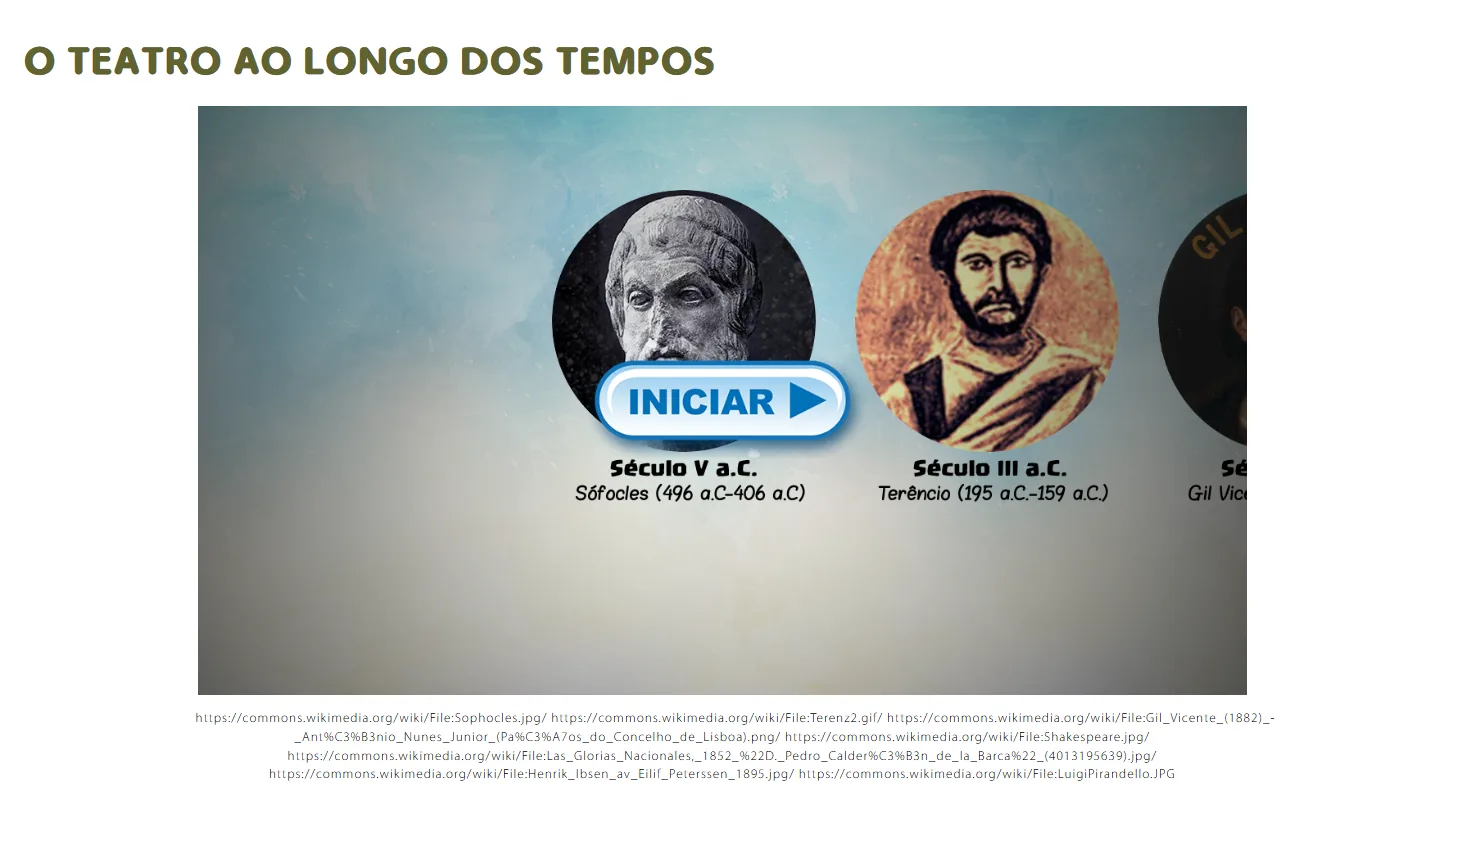 O TEATRO AO LONGO DOS TEMPOS
GIL
INICIAR
Século V a.C.
Sófocles (496 a.C-406 a.C)
Século III a.C.
Terêncio (195 a.C.-159 a.C.)
Sé
Gil Vice
https://commons.wikimedia.org/wiki/File:Sophocles.jpg/ https://commons.wikimedia.org/wiki/File:Terenz2.gif/ https://commons.wikimedia.org/wiki/File:Gil_Vicente_(1882)_-
_Ant%C3%B3nio_Nunes_Junior_(Pa%C3%A7os_do_Concelho_de_Lisboa).png/ https://commons.wikimedia.org/wiki/File:Shakespeare.jpg/
https://commons.wikimedia.org/wiki/File:Las_Glorias_Nacionales,_1852_%22D._Pedro_Calder%C3%B3n_de_la_Barca%22_(4013195639).jpg/
https://commons.wikimedia.org/wiki/File:Henrik_Ibsen_av_Eilif_Peterssen_1895.jpg/ https://commons.wikimedia.org/wiki/File:LuigiPirandello.JPG